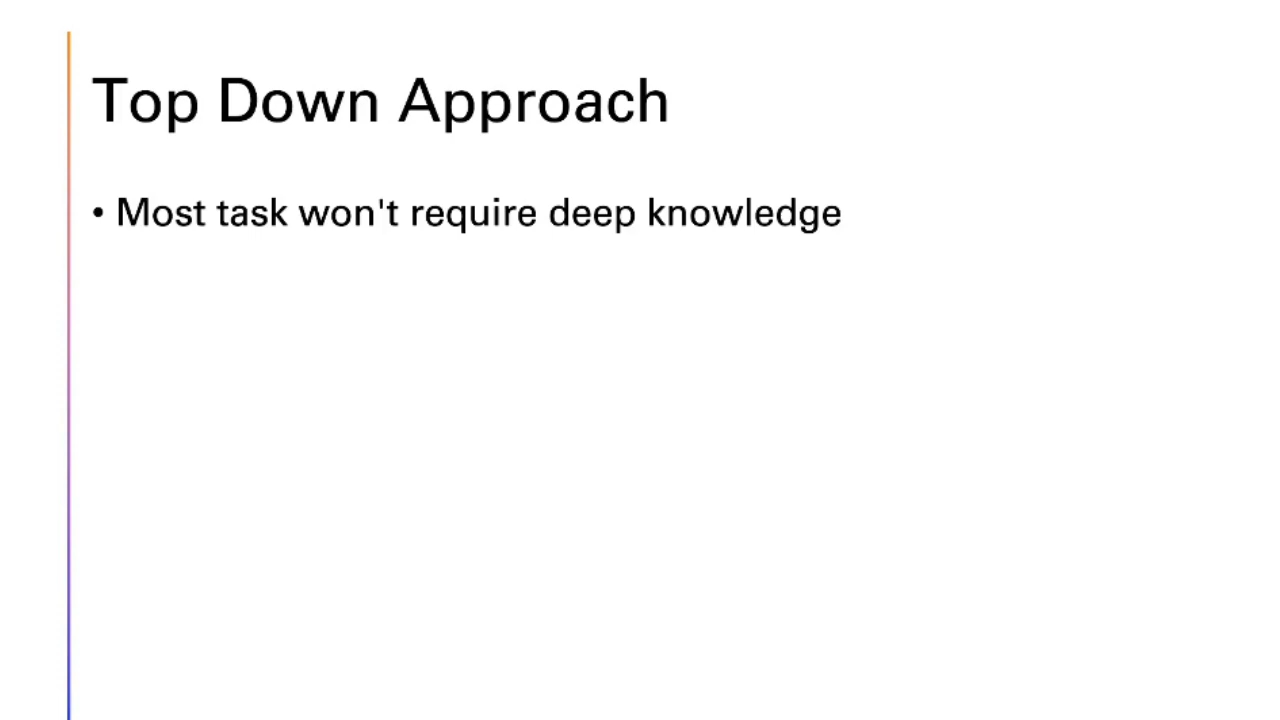 Top Down Approach
• Most task won't require deep knowledge